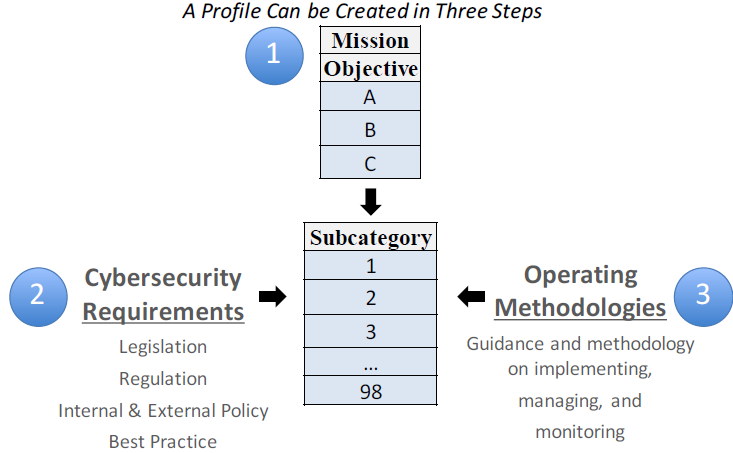 A Profile Can be Created in Three Steps
1
Mission
Objective
A
B
C
Subcategory
1
2
3
...
98
2
Cybersecurity
Requirements
Legislation
Regulation
Internal & External Policy
Best Practice
Operating
Methodologies
3
Guidance and methodology
on implementing,
managing, and
monitoring